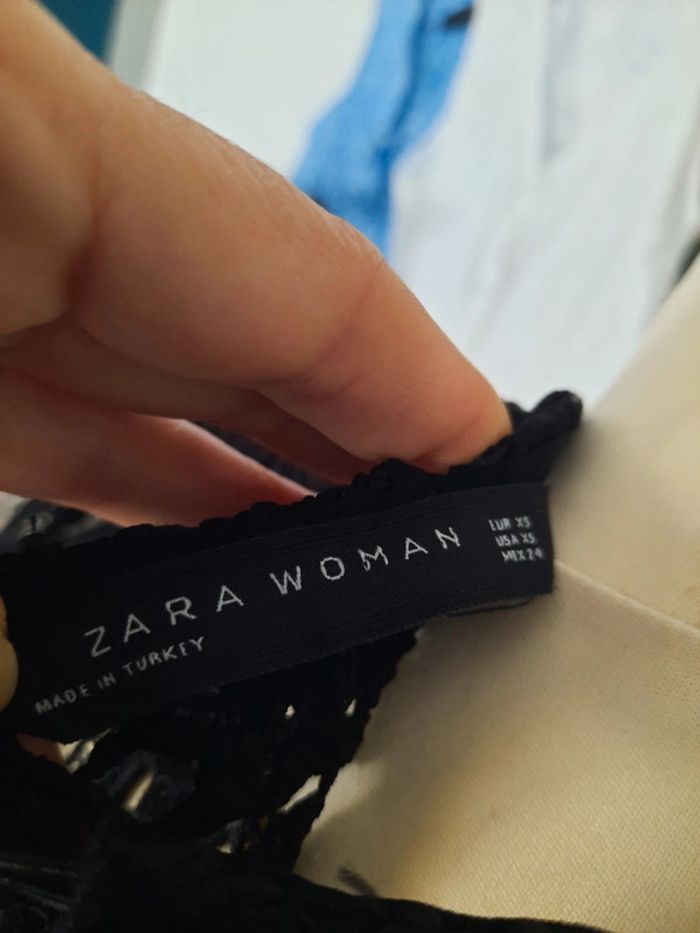 ZARA WOMAN
MADE IN TURKEY
EUR XS
USA XS
MEX 24